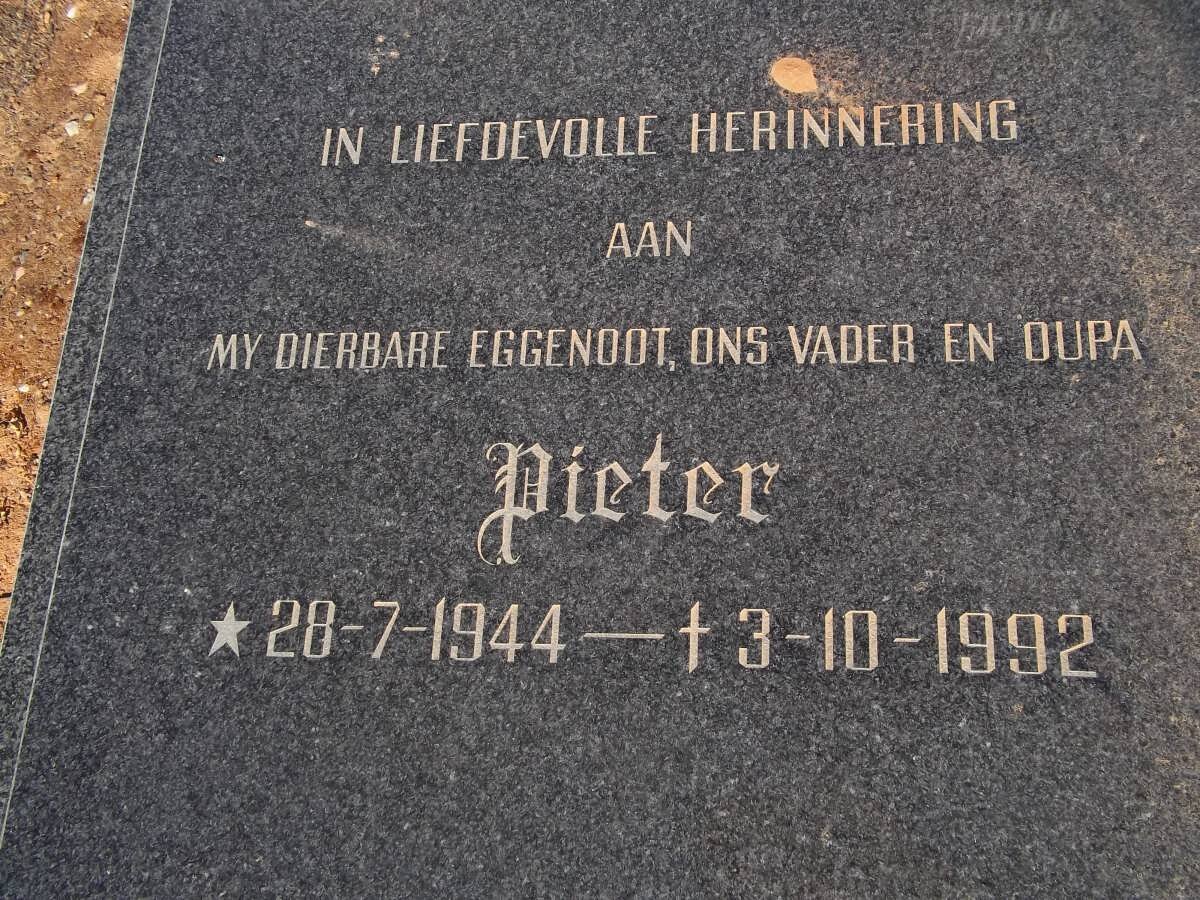 IN LIEFDEVOLLE HERINNERING
AAN
MY DIERBARE EGGENOOT, ONS VADER EN OUPA
Pieter
★ 28-7-1944 — † 3-10-1992